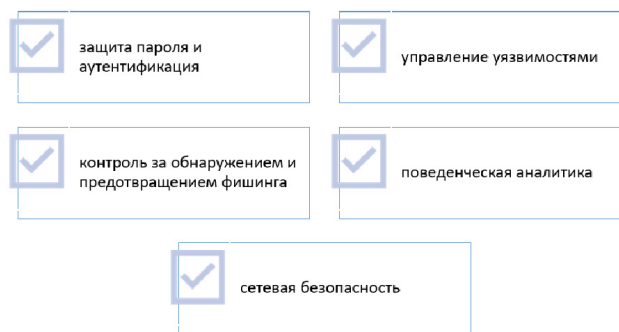 защита пароля и
аутентификация
управление уязвимостями
контроль за обнаружением и
предотвращением фишинга
поведенческая аналитика
сетевая безопасность